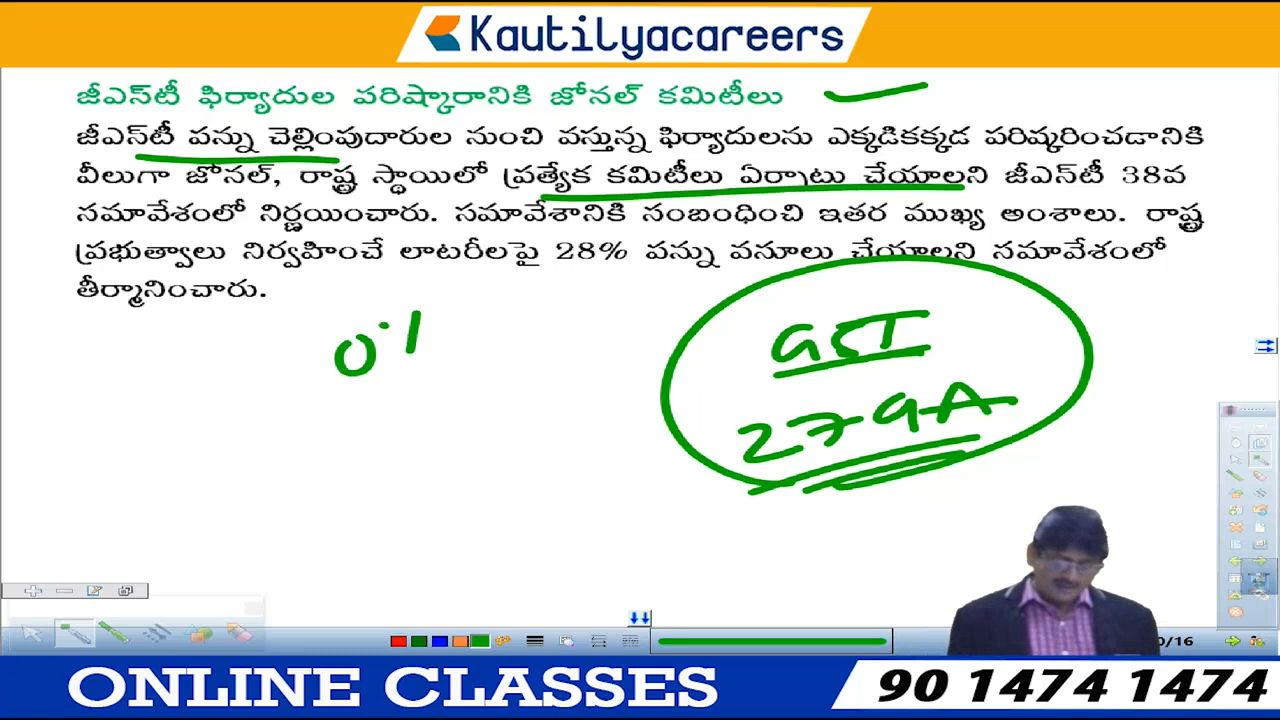 Kautilyacareers
జీఎస్‌టీ ఫిర్యాదుల పరిష్కారానికి జోనల్ కమిటీలు
జీఎస్‌టీ పన్ను చెల్లింపుదారుల నుంచి వస్తున్న ఫిర్యాదులను ఎక్కడికక్కడ పరిష్కరించడానికి
వీలుగా జోనల్, రాష్ట్ర స్థాయిలో ప్రత్యేక కమిటీలు ఏర్పాటు చేయాలని జీఎస్‌టీ 38వ
సమావేశంలో నిర్ణయించారు. సమావేశానికి సంబంధించి ఇతర ముఖ్య అంశాలు. రాష్ట్ర
ప్రభుత్వాలు నిర్వహించే లాటరీలపై 28% పన్ను వసూలు చేయాలని సమావేశంలో
తీర్మానించారు.
GST
279A
ONLINE CLASSES
90 1474 1474